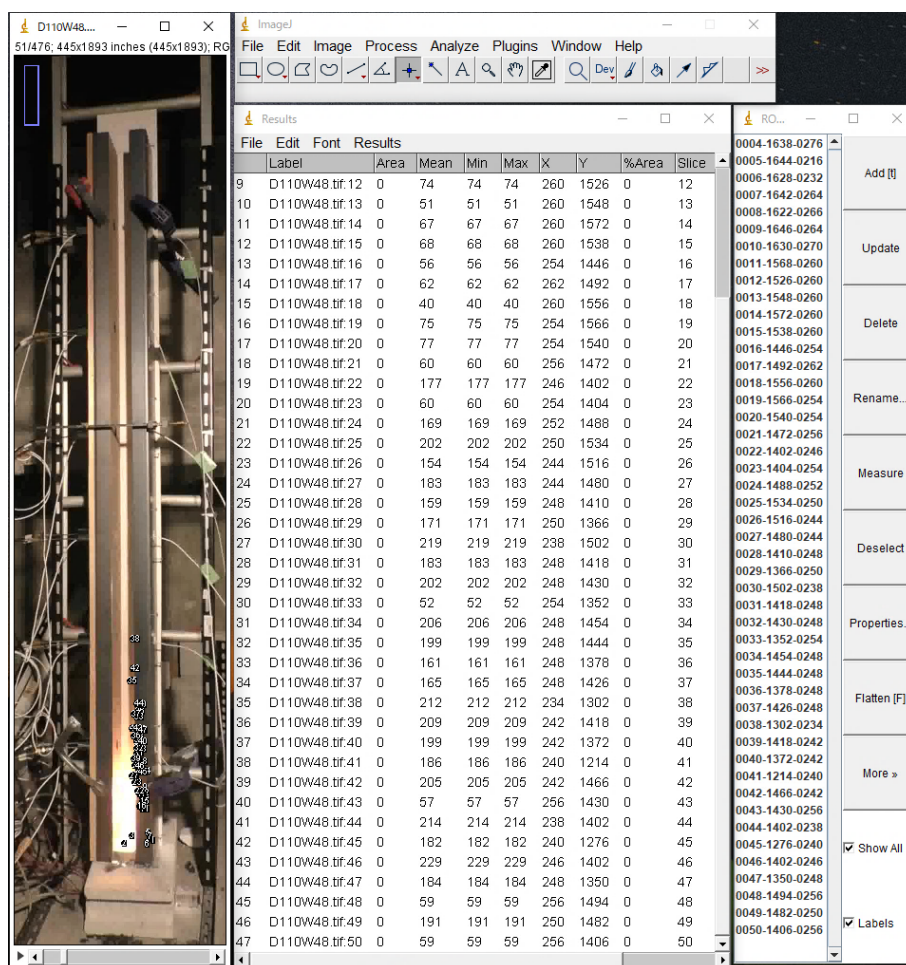 D110W48....
51/476; 445x1893 inches (445x1893); RG
38
42
35
ImageJ
File Edit Image Process Analyze Plugins Window Help
A Dev >>
Results
File Edit Font Results
Label Area Mean Min Max X Y %Area Slice
9 D110W48.tif:12 0 74 74 74 260 1526 0 12
10 D110W48.tif:13 0 51 51 51 260 1548 0 13
11 D110W48.tif:14 0 67 67 67 260 1572 0 14
12 D110W48.tif:15 0 68 68 68 260 1538 0 15
13 D110W48.tif:16 0 56 56 56 254 1446 0 16
14 D110W48.tif:17 0 62 62 62 262 1492 0 17
15 D110W48.tif:18 0 40 40 40 260 1556 0 18
16 D110W48.tif:19 0 75 75 75 254 1566 0 19
17 D110W48.tif:20 0 77 77 77 254 1540 0 20
18 D110W48.tif:21 0 60 60 60 256 1472 0 21
19 D110W48.tif:22 0 177 177 177 246 1402 0 22
20 D110W48.tif:23 0 60 60 60 254 1404 0 23
21 D110W48.tif:24 0 169 169 169 252 1488 0 24
22 D110W48.tif:25 0 202 202 202 250 1534 0 25
23 D110W48.tif:26 0 154 154 154 244 1516 0 26
24 D110W48.tif:27 0 183 183 183 244 1480 0 27
25 D110W48.tif:28 0 159 159 159 248 1410 0 28
26 D110W48.tif:29 0 171 171 171 250 1366 0 29
27 D110W48.tif:30 0 219 219 219 238 1502 0 30
28 D110W48.tif:31 0 183 183 183 248 1418 0 31
29 D110W48.tif:32 0 202 202 202 248 1430 0 32
30 D110W48.tif:33 0 52 52 52 254 1352 0 33
31 D110W48.tif:34 0 206 206 206 248 1454 0 34
32 D110W48.tif:35 0 199 199 199 248 1444 0 35
33 D110W48.tif:36 0 161 161 161 248 1378 0 36
34 D110W48.tif:37 0 165 165 165 248 1426 0 37
35 D110W48.tif:38 0 212 212 212 234 1302 0 38
36 D110W48.tif:39 0 209 209 209 242 1418 0 39
37 D110W48.tif:40 0 199 199 199 242 1372 0 40
38 D110W48.tif:41 0 186 186 186 240 1214 0 41
39 D110W48.tif:42 0 205 205 205 242 1466 0 42
40 D110W48.tif:43 0 57 57 57 256 1430 0 43
41 D110W48.tif:44 0 214 214 214 238 1402 0 44
42 D110W48.tif:45 0 182 182 182 240 1276 0 45
43 D110W48.tif:46 0 229 229 229 246 1402 0 46
44 D110W48.tif:47 0 184 184 184 248 1350 0 47
45 D110W48.tif:48 0 59 59 59 256 1494 0 48
46 D110W48.tif:49 0 191 191 191 250 1482 0 49
47 D110W48.tif:50 0 59 59 59 256 1406 0 50
RO...
0004-1638-0276
0005-1644-0216
0006-1628-0232
0007-1642-0264
0008-1622-0266
0009-1646-0264
0010-1630-0270
0011-1568-0260
0012-1526-0260
0013-1548-0260
0014-1572-0260
0015-1538-0260
0016-1446-0254
0017-1492-0262
0018-1556-0260
0019-1566-0254
0020-1540-0254
0021-1472-0256
0022-1402-0246
0023-1404-0254
0024-1488-0252
0025-1534-0250
0026-1516-0244
0027-1480-0244
0028-1410-0248
0029-1366-0250
0030-1502-0238
0031-1418-0248
0032-1430-0248
0033-1352-0254
0034-1454-0248
0035-1444-0248
0036-1378-0248
0037-1426-0248
0038-1302-0234
0039-1418-0242
0040-1372-0242
0041-1214-0240
0042-1466-0242
0043-1430-0256
0044-1402-0238
0045-1276-0240
0046-1402-0246
0047-1350-0248
0048-1494-0256
0049-1482-0250
0050-1406-0256
Add [t]
Update
Delete
Rename...
Measure
Deselect
Properties.
Flatten [F]
More »
Show All
Labels